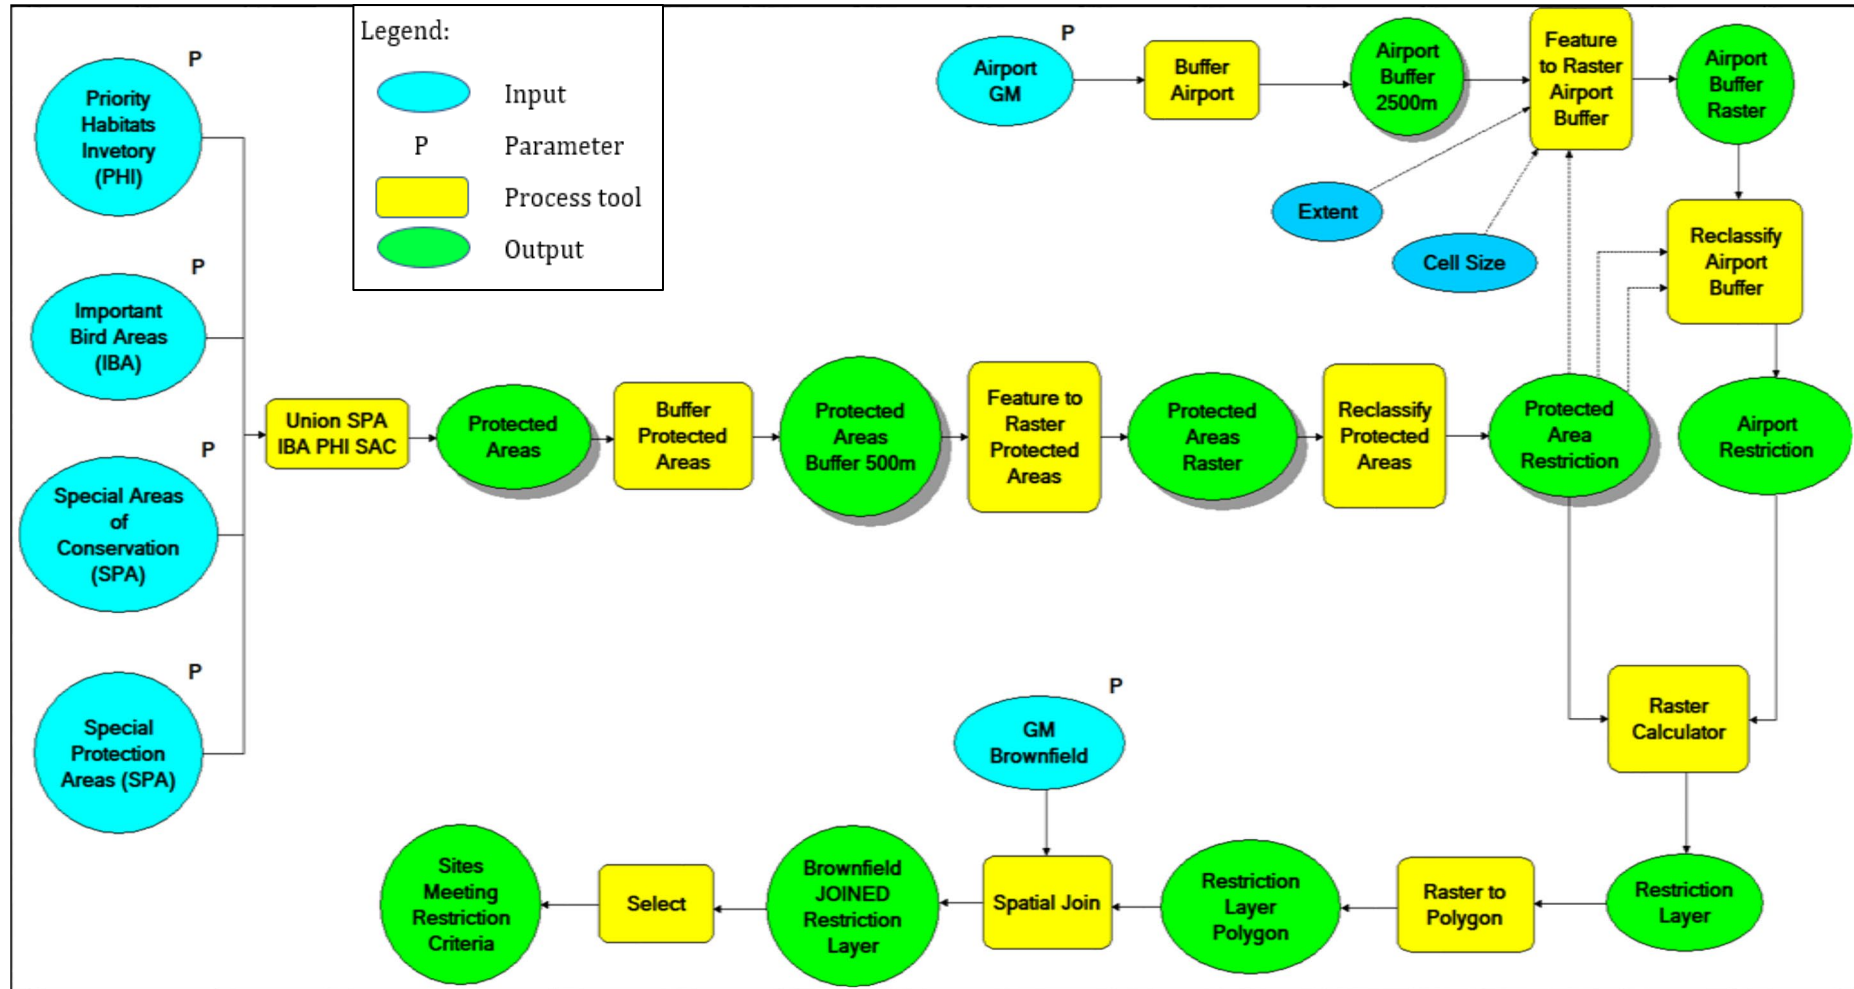 Legend:
Input
P
Parameter
Process tool
Output
P
Priority
Habitats
Invetory
(PHI)
P
Important
Bird Areas
(IBA)
P
Special Areas
of
Conservation
(SPA)
P
Special
Protection
Areas (SPA)
Union SPA
IBA PHI SAC
Protected
Areas
Buffer
Protected
Areas
Protected
Areas
Buffer 500m
Feature to
Raster
Protected
Areas
Protected
Areas
Raster
Reclassify
Protected
Areas
Protected
Area
Restriction
P
Airport
GM
Buffer
Airport
Airport
Buffer
2500m
Feature
to Raster
Airport
Buffer
Airport
Buffer
Raster
Extent
Cell Size
Reclassify
Airport
Buffer
Airport
Restriction
Raster
Calculator
Restriction
Layer
Raster to
Polygon
Restriction
Layer
Polygon
P
GM
Brownfield
Spatial Join
Brownfield
JOINED
Restriction
Layer
Select
Sites
Meeting
Restriction
Criteria